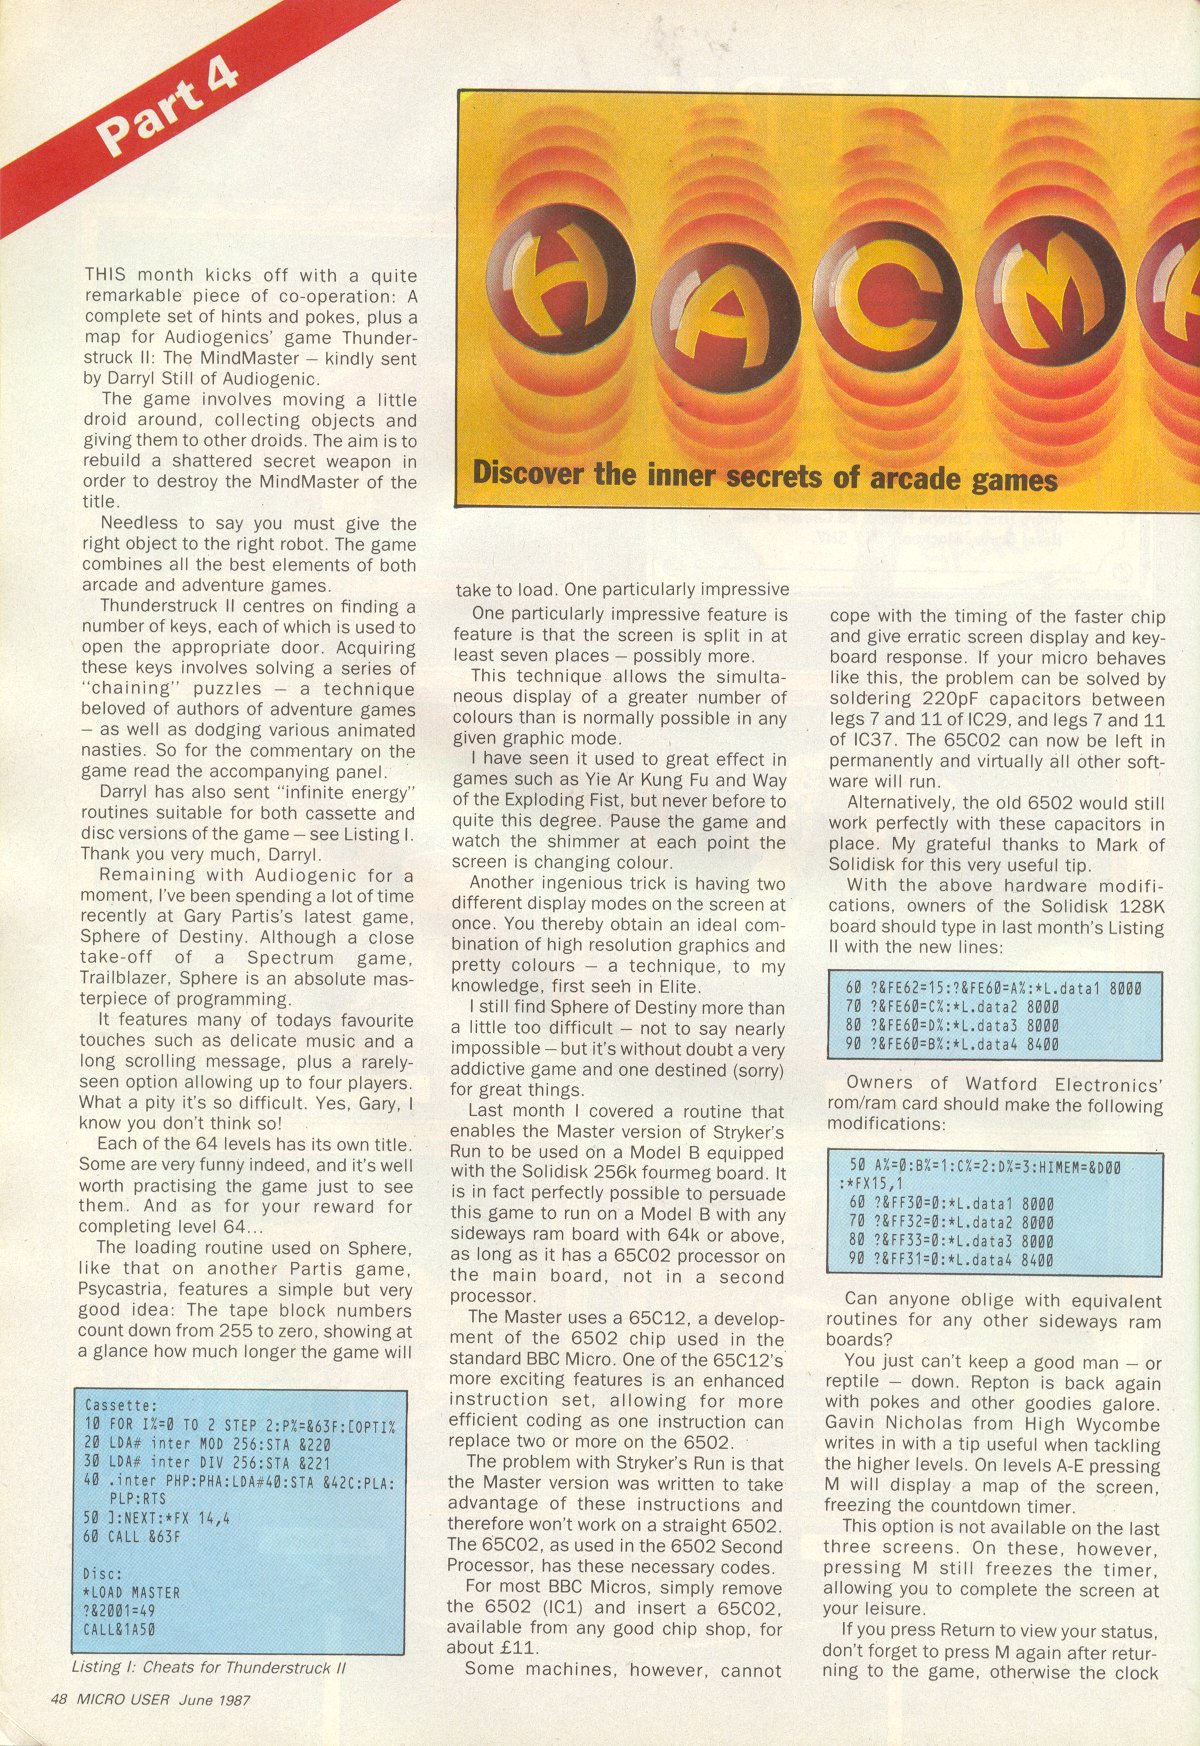 Part 4
HACMA
Discover the inner secrets of arcade games
THIS month kicks off with a quite
remarkable piece of co-operation: A
complete set of hints and pokes, plus a
map for Audiogenics' game Thunder-
struck II: The MindMaster — kindly sent
by Darryl Still of Audiogenic.
The game involves moving a little
droid around, collecting objects and
giving them to other droids. The aim is to
rebuild a shattered secret weapon in
order to destroy the MindMaster of the
title.
Needless to say you must give the
right object to the right robot. The game
combines all the best elements of both
arcade and adventure games.
Thunderstruck II centres on finding a
number of keys, each of which is used to
open the appropriate door. Acquiring
these keys involves solving a series of
"chaining" puzzles — a technique
beloved of authors of adventure games
— as well as dodging various animated
nasties. So for the commentary on the
game read the accompanying panel.
Darryl has also sent "infinite energy"
routines suitable for both cassette and
disc versions of the game — see Listing I.
Thank you very much, Darryl.
Remaining with Audiogenic for a
moment, I've been spending a lot of time
recently at Gary Partis's latest game,
Sphere of Destiny. Although a close
take-off of a Spectrum game,
Trailblazer, Sphere is an absolute mas-
terpiece of programming.
It features many of todays favourite
touches such as delicate music and a
long scrolling message, plus a rarely-
seen option allowing up to four players.
What a pity it's so difficult. Yes, Gary, I
know you don't think so!
Each of the 64 levels has its own title.
Some are very funny indeed, and it's well
worth practising the game just to see
them. And as for your reward for
completing level 64...
The loading routine used on Sphere,
like that on another Partis game,
Psycastria, features a simple but very
good idea: The tape block numbers
count down from 255 to zero, showing at
a glance how much longer the game will
Cassette:
10 FOR I%=0 TO 2 STEP 2:P%=&63F:[OPTI%
20 LDA# inter MOD 256:STA &220
30 LDA# inter DIV 256:STA &221
40 .inter PHP:PHA:LDA#40:STA &42C:PLA:
PLP:RTS
50 ]:NEXT:*FX 14,4
60 CALL &63F
Disc:
*LOAD MASTER
?&2001=49
CALL&1A50
Listing I: Cheats for Thunderstruck II
take to load. One particularly impressive
One particularly impressive feature is
feature is that the screen is split in at
least seven places — possibly more.
This technique allows the simulta-
neous display of a greater number of
colours than is normally possible in any
given graphic mode.
I have seen it used to great effect in
games such as Yie Ar Kung Fu and Way
of the Exploding Fist, but never before to
quite this degree. Pause the game and
watch the shimmer at each point the
screen is changing colour.
Another ingenious trick is having two
different display modes on the screen at
once. You thereby obtain an ideal com-
bination of high resolution graphics and
pretty colours — a technique, to my
knowledge, first seen in Elite.
I still find Sphere of Destiny more than
a little too difficult — not to say nearly
impossible — but it's without doubt a very
addictive game and one destined (sorry)
for great things.
Last month I covered a routine that
enables the Master version of Stryker's
Run to be used on a Model B equipped
with the Solidisk 256k fourmeg board. It
is in fact perfectly possible to persuade
this game to run on a Model B with any
sideways ram board with 64k or above,
as long as it has a 65C02 processor on
the main board, not in a second
processor.
The Master uses a 65C12, a develop-
ment of the 6502 chip used in the
standard BBC Micro. One of the 65C12's
more exciting features is an enhanced
instruction set, allowing for more
efficient coding as one instruction can
replace two or more on the 6502.
The problem with Stryker's Run is that
the Master version was written to take
advantage of these instructions and
therefore won't work on a straight 6502.
The 65C02, as used in the 6502 Second
Processor, has these necessary codes.
For most BBC Micros, simply remove
the 6502 (IC1) and insert a 65C02,
available from any good chip shop, for
about £11.
Some machines, however, cannot
cope with the timing of the faster chip
and give erratic screen display and key-
board response. If your micro behaves
like this, the problem can be solved by
soldering 220pF capacitors between
legs 7 and 11 of IC29, and legs 7 and 11
of IC37. The 65C02 can now be left in
permanently and virtually all other soft-
ware will run.
Alternatively, the old 6502 would still
work perfectly with these capacitors in
place. My grateful thanks to Mark of
Solidisk for this very useful tip.
With the above hardware modifi-
cations, owners of the Solidisk 128K
board should type in last month's Listing
II with the new lines:
60 ?&FE62=15:?&FE60=A%:*L.data1 8000
70 ?&FE60=C%:*L.data2 8000
80 ?&FE60=D%:*L.data3 8000
90 ?&FE60=B%:*L.data4 8400
Owners of Watford Electronics'
rom/ram card should make the following
modifications:
50 A%=0:B%=1:C%=2:D%=3:HIMEM=&D00
:*FX15,1
60 ?&FF30=0:*L.data1 8000
70 ?&FF32=0:*L.data2 8000
80 ?&FF33=0:*L.data3 8000
90 ?&FF31=0:*L.data4 8400
Can anyone oblige with equivalent
routines for any other sideways ram
boards?
You just can't keep a good man — or
reptile — down. Repton is back again
with pokes and other goodies galore.
Gavin Nicholas from High Wycombe
writes in with a tip useful when tackling
the higher levels. On levels A-E pressing
M will display a map of the screen,
freezing the countdown timer.
This option is not available on the last
three screens. On these, however,
pressing M still freezes the timer,
allowing you to complete the screen at
your leisure.
If you press Return to view your status,
don't forget to press M again after retur-
ning to the game, otherwise the clock
48 MICRO USER June 1987